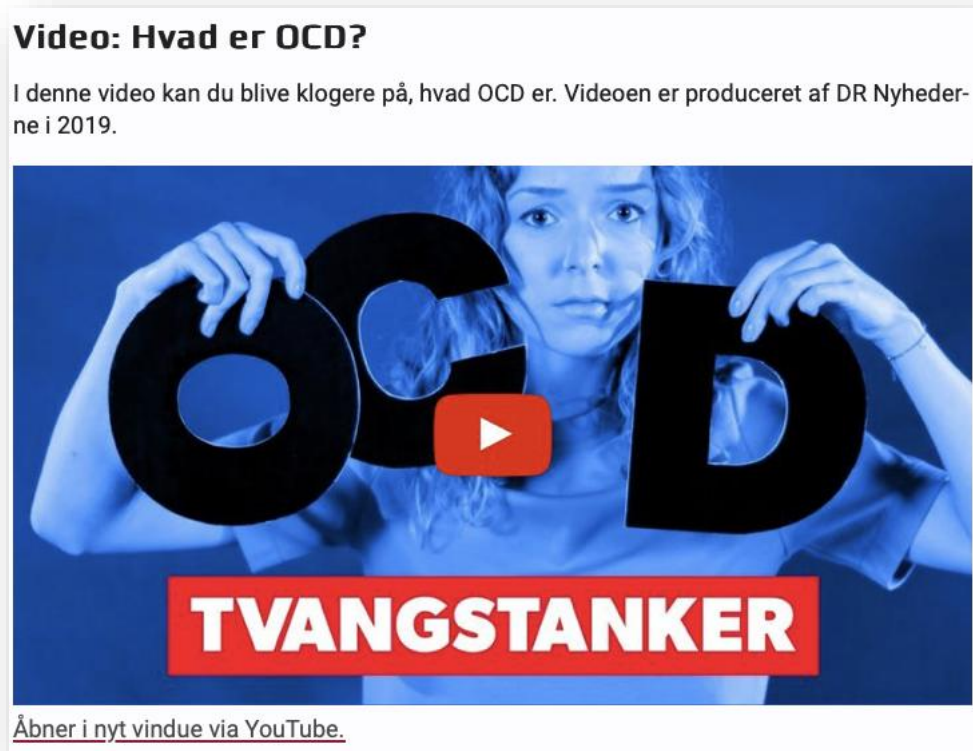 Video: Hvad er OCD?
I denne video kan du blive klogere på, hvad OCD er. Videoen er produceret af DR Nyheder-
ne i 2019.
OCD
TVANGSTANKER
Åbner i nyt vindue via YouTube.